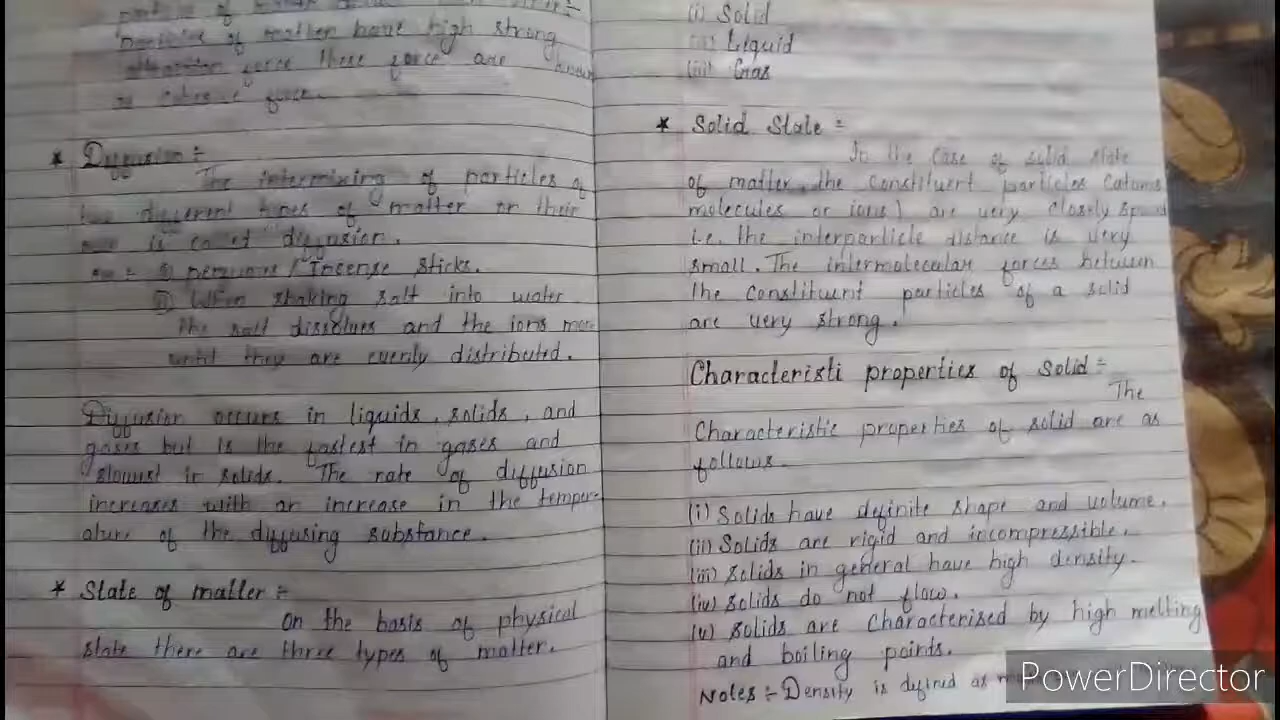 particles of matter have high strong
attraction force these force are known
as force.
* Diffusion :-
The intermixing of particles of
two different types of matter on their
own is called diffusion.
① perfume / Incense sticks.
② When shaking salt into water
the salt dissolves and the ions move
until they are evenly distributed.
Diffusion occurs in liquids, solids, and
gases but is the fastest in gases and
slowest in solids. The rate of diffusion
increases with an increase in the temper-
ature of the diffusing substance.
* State of matter :-
on the basis of physical
state there are three types of matter.
(i) Solid
(ii) Liquid
(iii) Gas
* Solid State :-
In the case of solid state
of matter, the constituent particles (atoms
molecules or ions) are very closely
i.e. the interparticle distance is very
small. The intermolecular forces between
the constituent particles of a solid
are very strong.
Characteristi properties of Solid :-
The
Characteristic properties of solid are as
follows.
(i) Solids have definite shape and volume.
(ii) Solids are rigid and incompressible.
(iii) Solids in general have high density.
(iv) Solids do not flow.
(v) Solids are Characterised by high melting
and boiling points.
Notes :- Density is defined as
PowerDirector